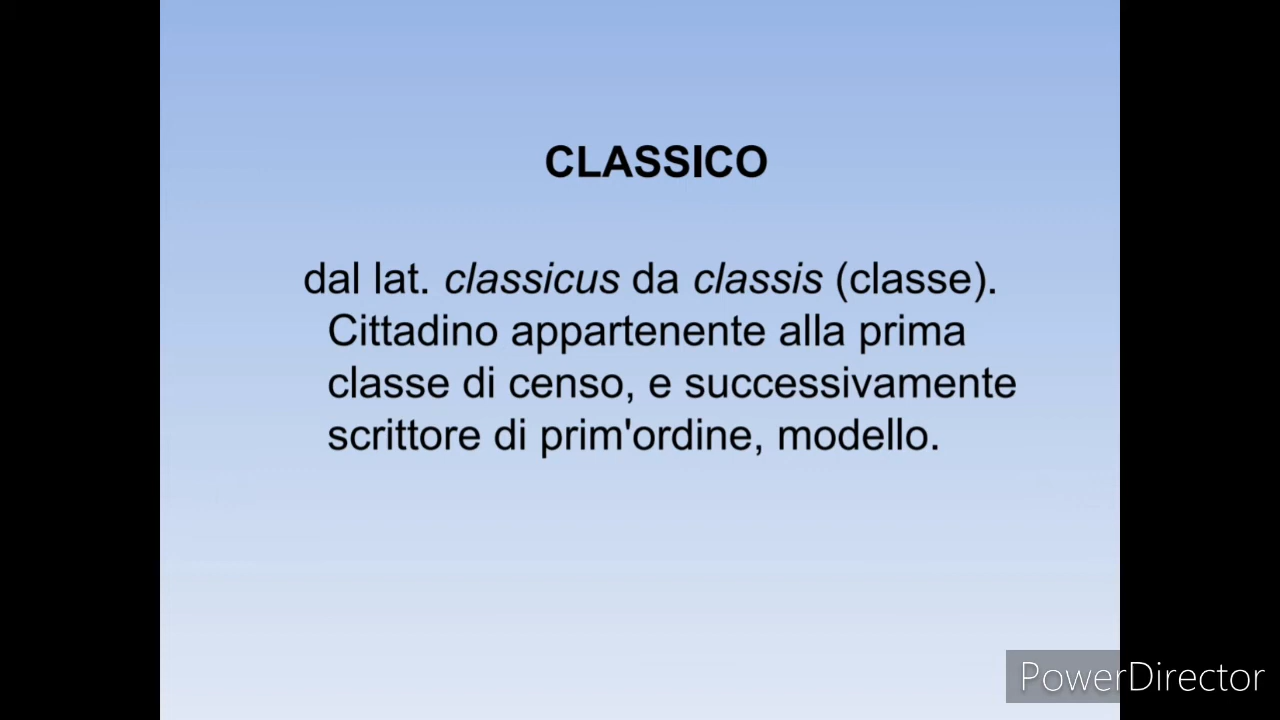 CLASSICO
dal lat. classicus da classis (classe).
Cittadino appartenente alla prima
classe di censo, e successivamente
scrittore di prim'ordine, modello.
PowerDirector